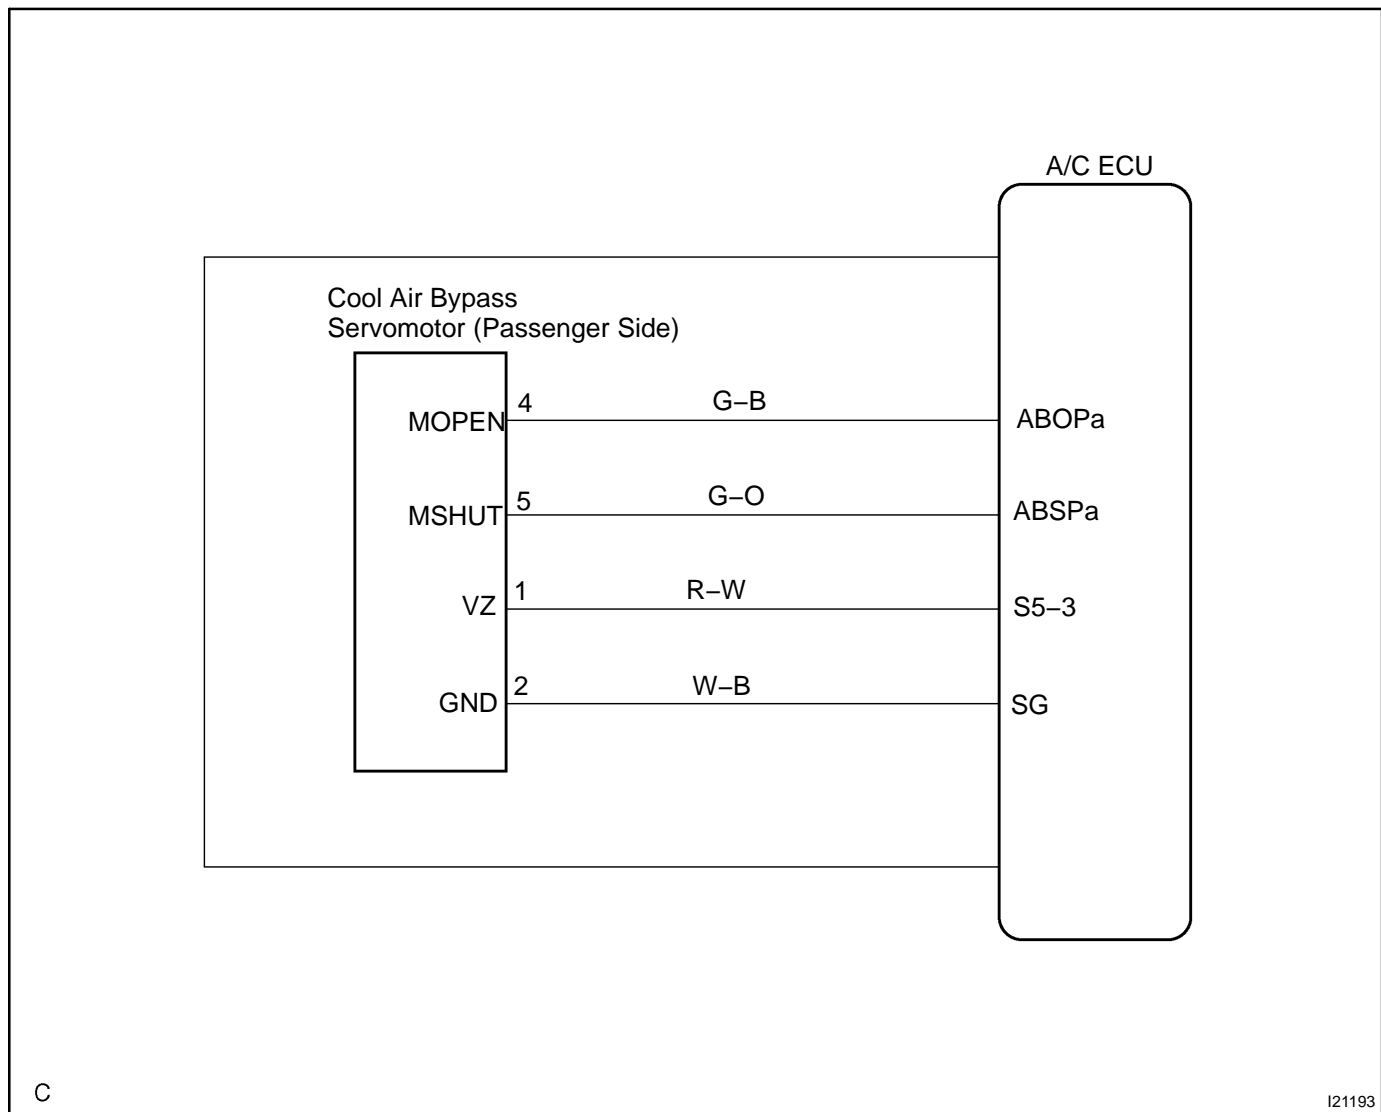 A/C ECU
Cool Air Bypass
Servomotor (Passenger Side)
MOPEN 4 G−B ABOPa
MSHUT 5 G−O ABSPa
VZ 1 R−W S5−3
GND 2 W−B SG
C
I21193